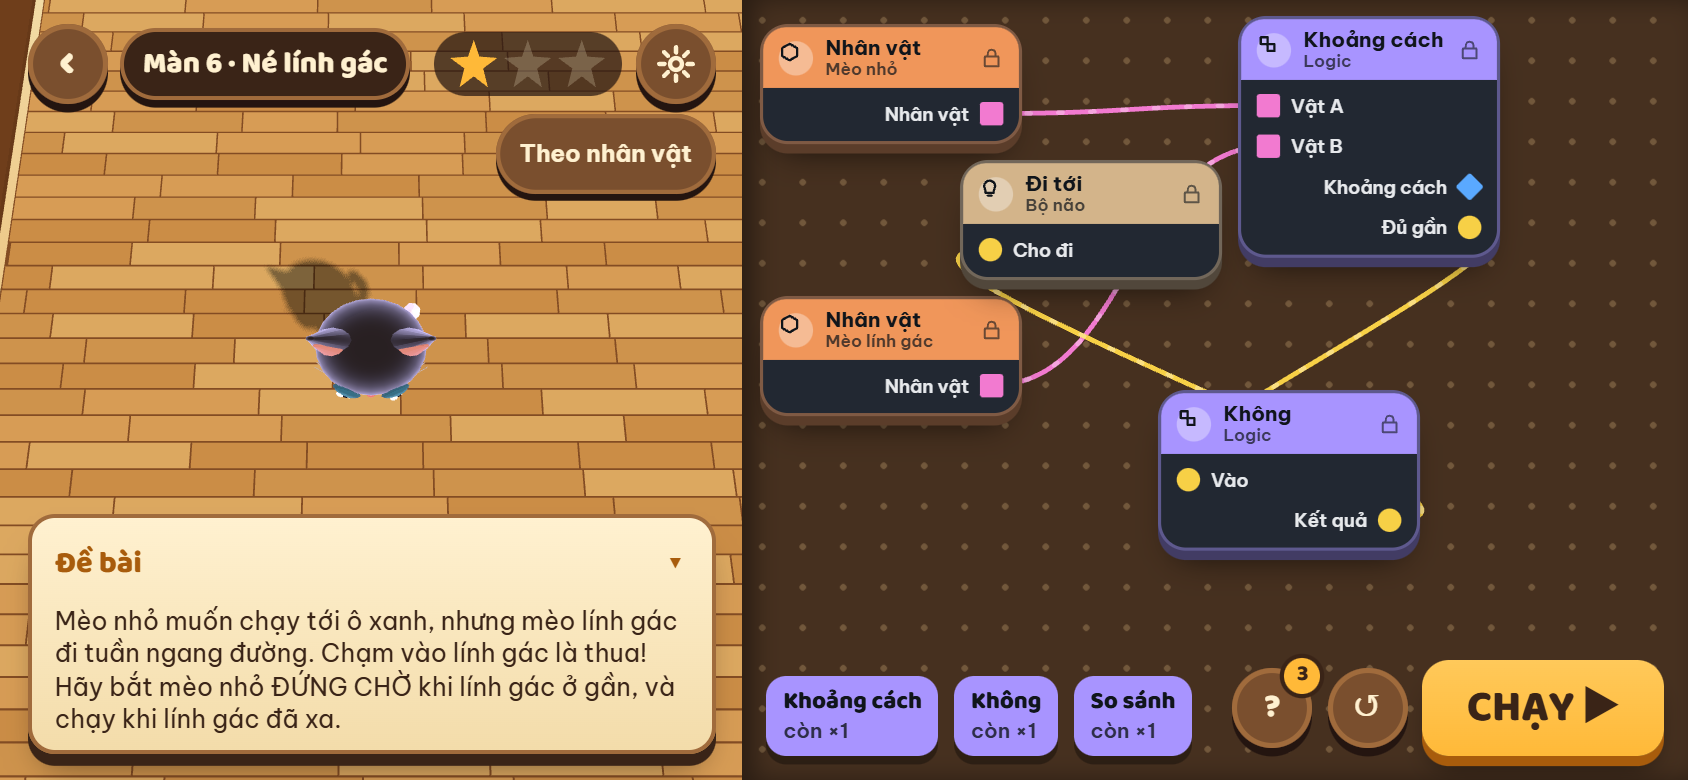 Màn 6 • Né lính gác
Theo nhân vật
Đề bài
Mèo nhỏ muốn chạy tới ô xanh, nhưng mèo lính gác
đi tuần ngang đường. Chạm vào lính gác là thua!
Hãy bắt mèo nhỏ ĐỨNG CHỜ khi lính gác ở gần, và
chạy khi lính gác đã xa.
Nhân vật
Mèo nhỏ
Nhân vật
Khoảng cách
Logic
Vật A
Vật B
Khoảng cách
Đủ gần
Đi tới
Bộ não
Cho đi
Nhân vật
Mèo lính gác
Nhân vật
Không
Logic
Vào
Kết quả
Khoảng cách
còn ×1
Không
còn ×1
So sánh
còn ×1
?
3
CHẠY